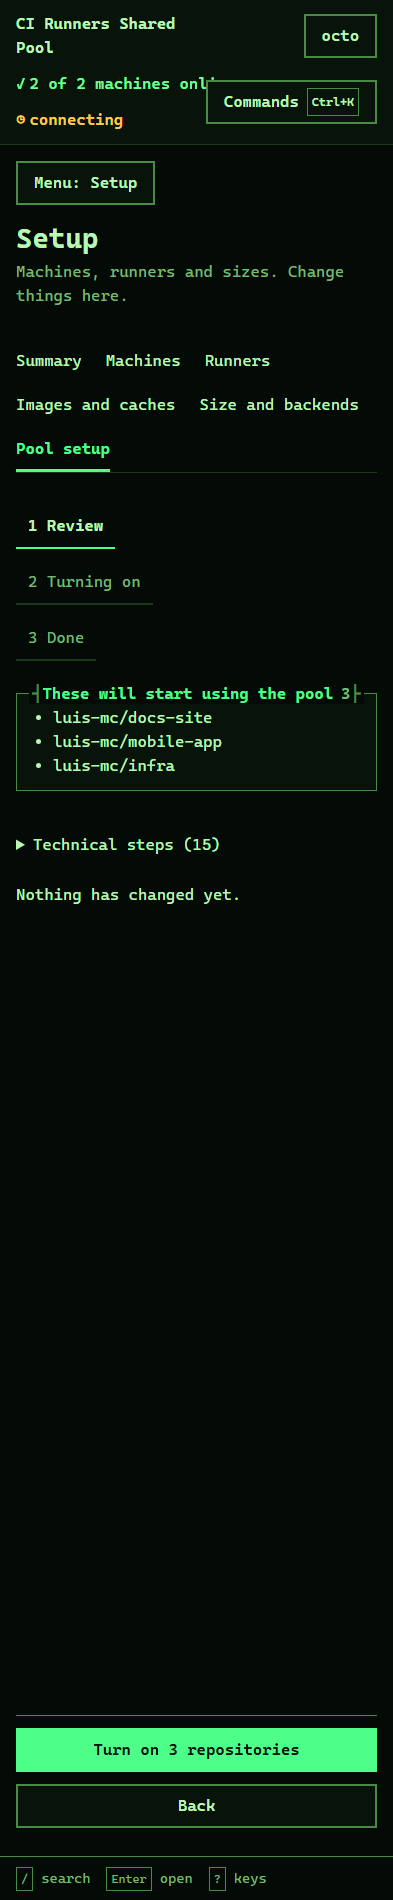 CI Runners Shared
Pool
octo
√ 2 of 2 machines
Commands Ctrl+K
connecting
Menu: Setup
Setup
Machines, runners and sizes. Change
things here.
Summary Machines Runners
Images and caches Size and backends
Pool setup
1 Review
2 Turning on
3 Done
These will start using the pool 3
• luis-mc/docs-site
• luis-mc/mobile-app
• luis-mc/infra
▶ Technical steps (15)
Nothing has changed yet.
Turn on 3 repositories
Back
/ search Enter open ? keys